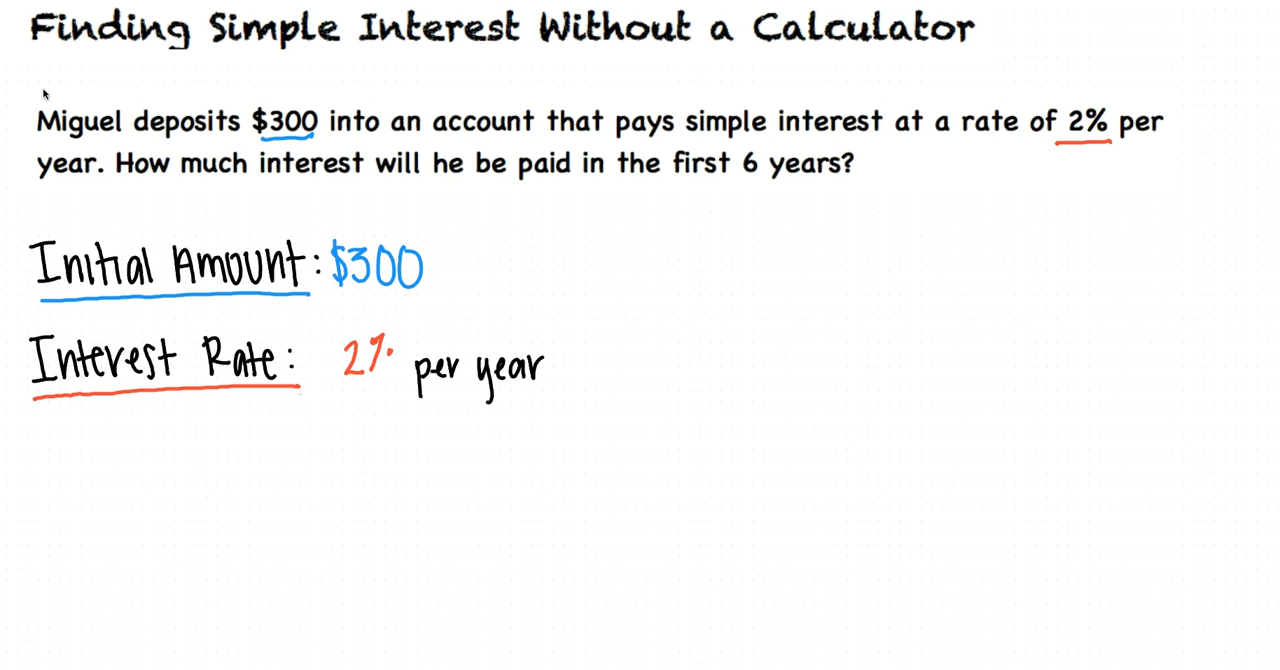 Finding Simple Interest Without a Calculator
Miguel deposits $300 into an account that pays simple interest at a rate of 2% per
year. How much interest will he be paid in the first 6 years?
Initial Amount: $300
Interest Rate: 2% per year